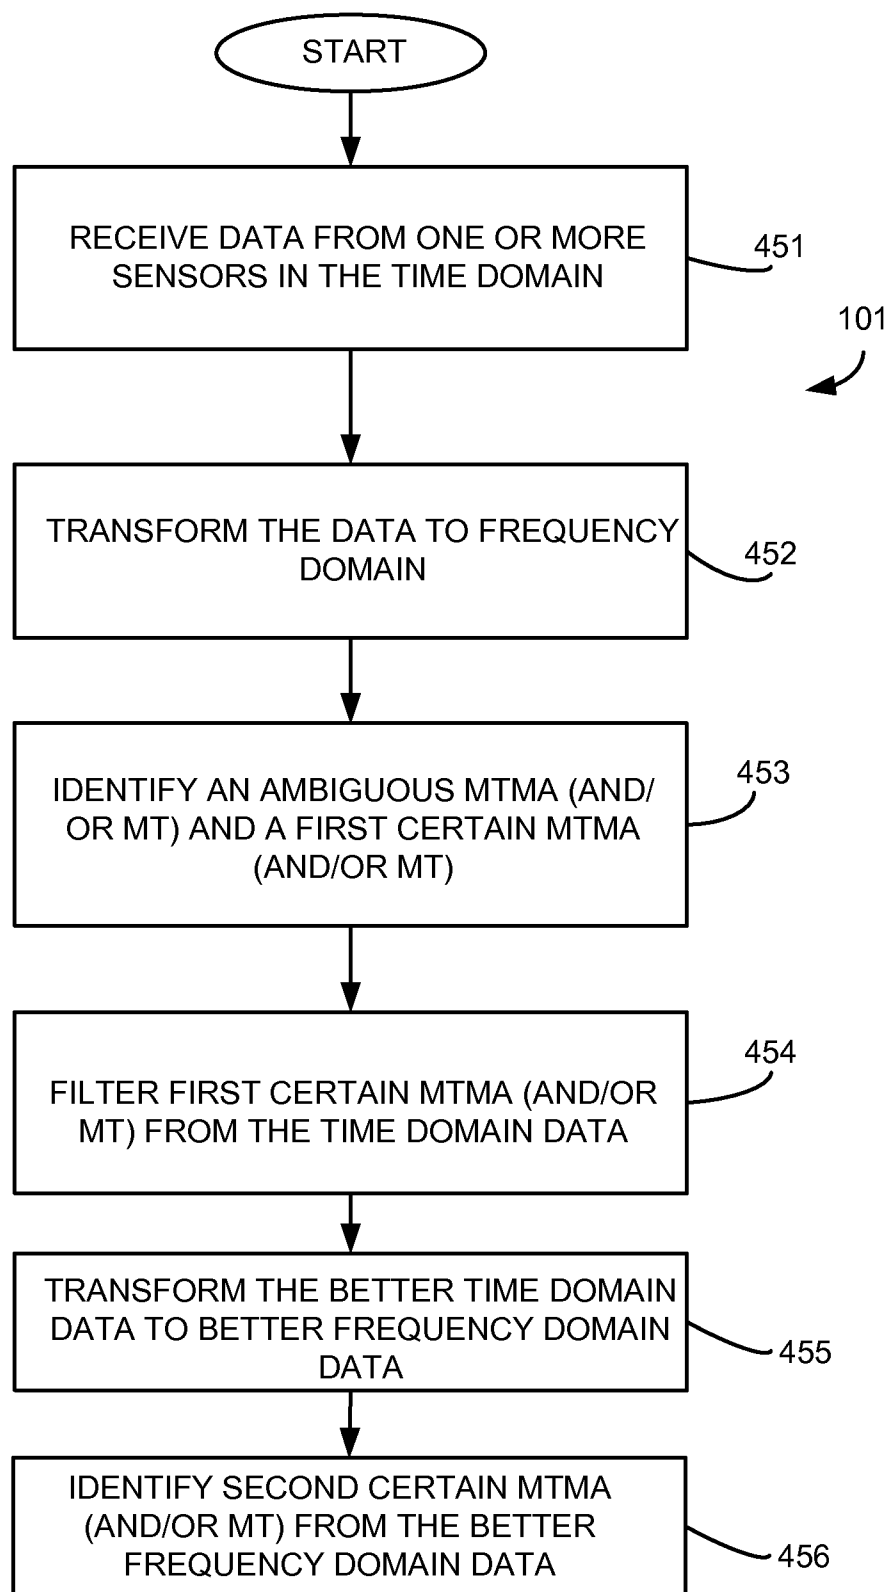 START
RECEIVE DATA FROM ONE OR MORE
SENSORS IN THE TIME DOMAIN
451
101
TRANSFORM THE DATA TO FREQUENCY
DOMAIN
452
IDENTIFY AN AMBIGUOUS MTMA (AND/
OR MT) AND A FIRST CERTAIN MTMA
(AND/OR MT)
453
FILTER FIRST CERTAIN MTMA (AND/OR
MT) FROM THE TIME DOMAIN DATA
454
TRANSFORM THE BETTER TIME DOMAIN
DATA TO BETTER FREQUENCY DOMAIN
DATA
455
IDENTIFY SECOND CERTAIN MTMA
(AND/OR MT) FROM THE BETTER
FREQUENCY DOMAIN DATA
456